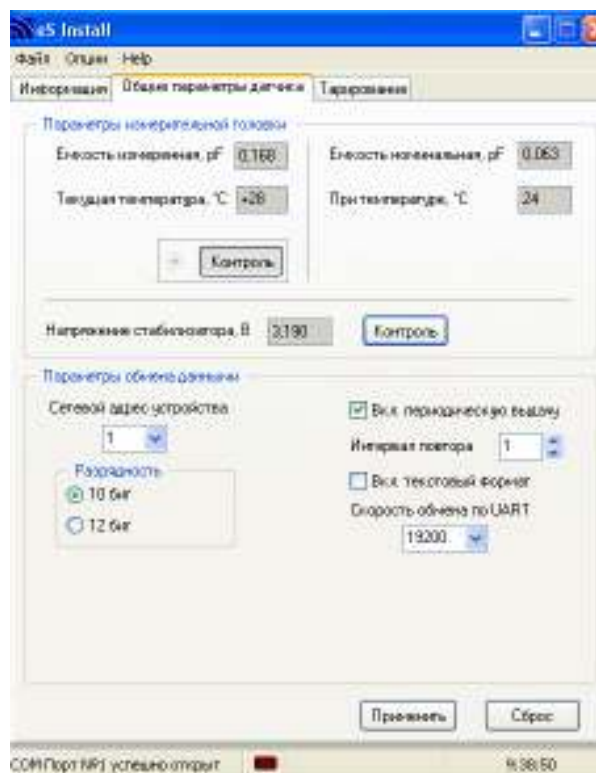 e5 Install
Файл Опции Help
Информация Общие параметры датчика Тарирование
Параметры измерительной головки
Емкость измеренная, pF 0,168 Емкость номинальная, pF 0.063
Текущая температура, °C +28 При температуре, °C 24
Контроль
Напряжение стабилизатора, В 3,190 Контроль
Параметры обмена данными
Сетевой адрес устройства
1
Вкл. периодическую выдачу
Интервал повтора 1
Разрядность
10 бит
12 бит
Вкл. текстовый формат
Скорость обмена по UART
19200
Применить Сброс
COM Порт №1 успешно открыт 9:38:50